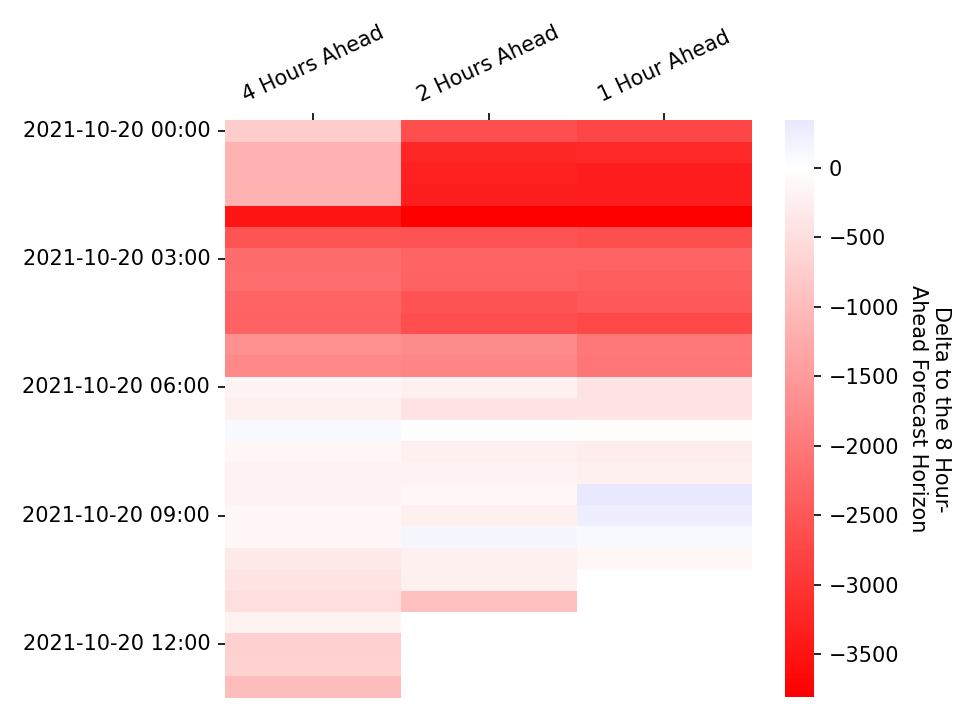 4 Hours Ahead
2 Hours Ahead
1 Hour Ahead
2021-10-20 00:00
2021-10-20 03:00
2021-10-20 06:00
2021-10-20 09:00
2021-10-20 12:00
0
−500
−1000
−1500
−2000
−2500
−3000
−3500
Delta to the 8 Hour-
Ahead Forecast Horizon